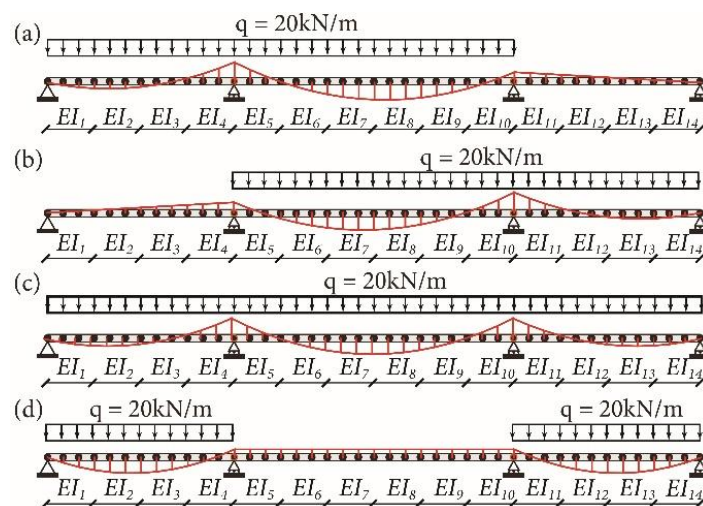 (a) q = 20kN/m
EI₁ EI₂ EI₃ EI₄ EI₅ EI₆ EI₇ EI₈ EI₉ EI₁₀ EI₁₁ EI₁₂ EI₁₃ EI₁₄
(b) q = 20kN/m
EI₁ EI₂ EI₃ EI₄ EI₅ EI₆ EI₇ EI₈ EI₉ EI₁₀ EI₁₁ EI₁₂ EI₁₃ EI₁₄
(c) q = 20kN/m
EI₁ EI₂ EI₃ EI₄ EI₅ EI₆ EI₇ EI₈ EI₉ EI₁₀ EI₁₁ EI₁₂ EI₁₃ EI₁₄
(d) q = 20kN/m q = 20kN/m
EI₁ EI₂ EI₃ EI₄ EI₅ EI₆ EI₇ EI₈ EI₉ EI₁₀ EI₁₁ EI₁₂ EI₁₃ EI₁₄